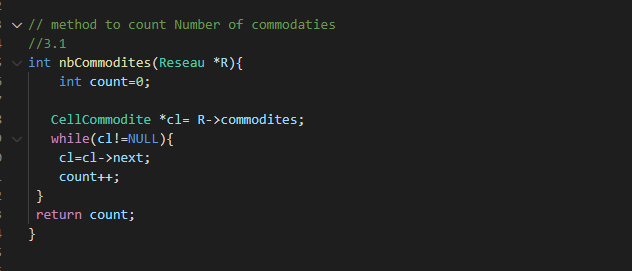 // method to count Number of commodaties
//3.1
int nbCommodites(Reseau *R){
int count=0;
CellCommodite *cl= R->commodites;
while(cl!=NULL){
cl=cl->next;
count++;
}
return count;
}